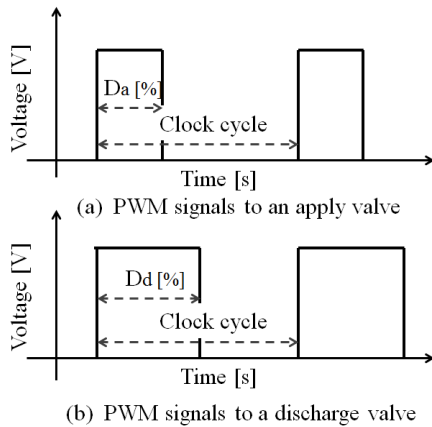 Voltage [V]
Da [%]
Clock cycle
Time [s]
(a) PWM signals to an apply valve
Voltage [V]
Dd [%]
Clock cycle
Time [s]
(b) PWM signals to a discharge valve